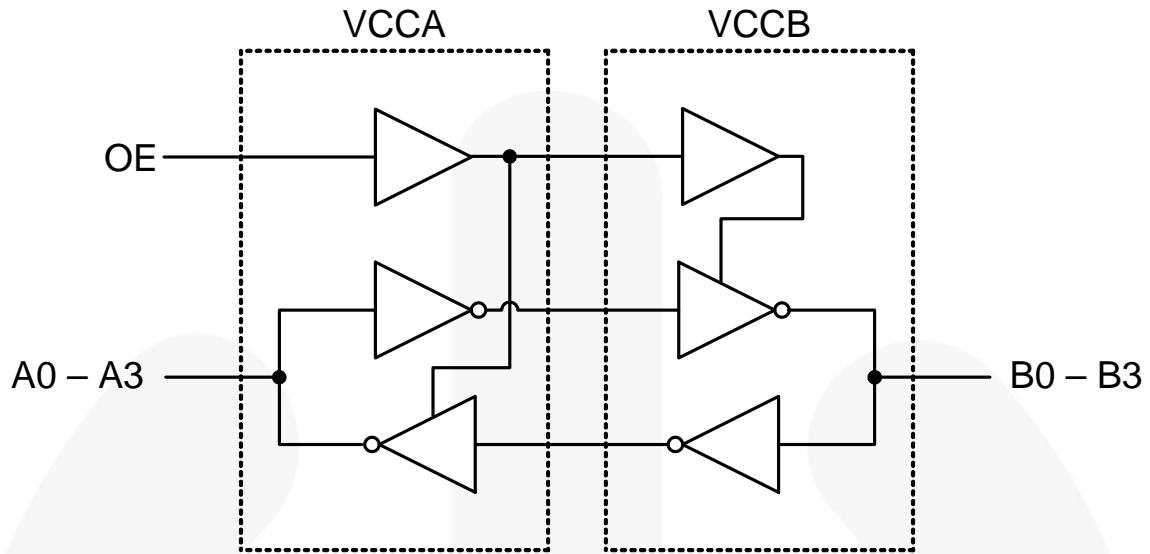 VCCA
VCCB
OE
A0 – A3
B0 – B3